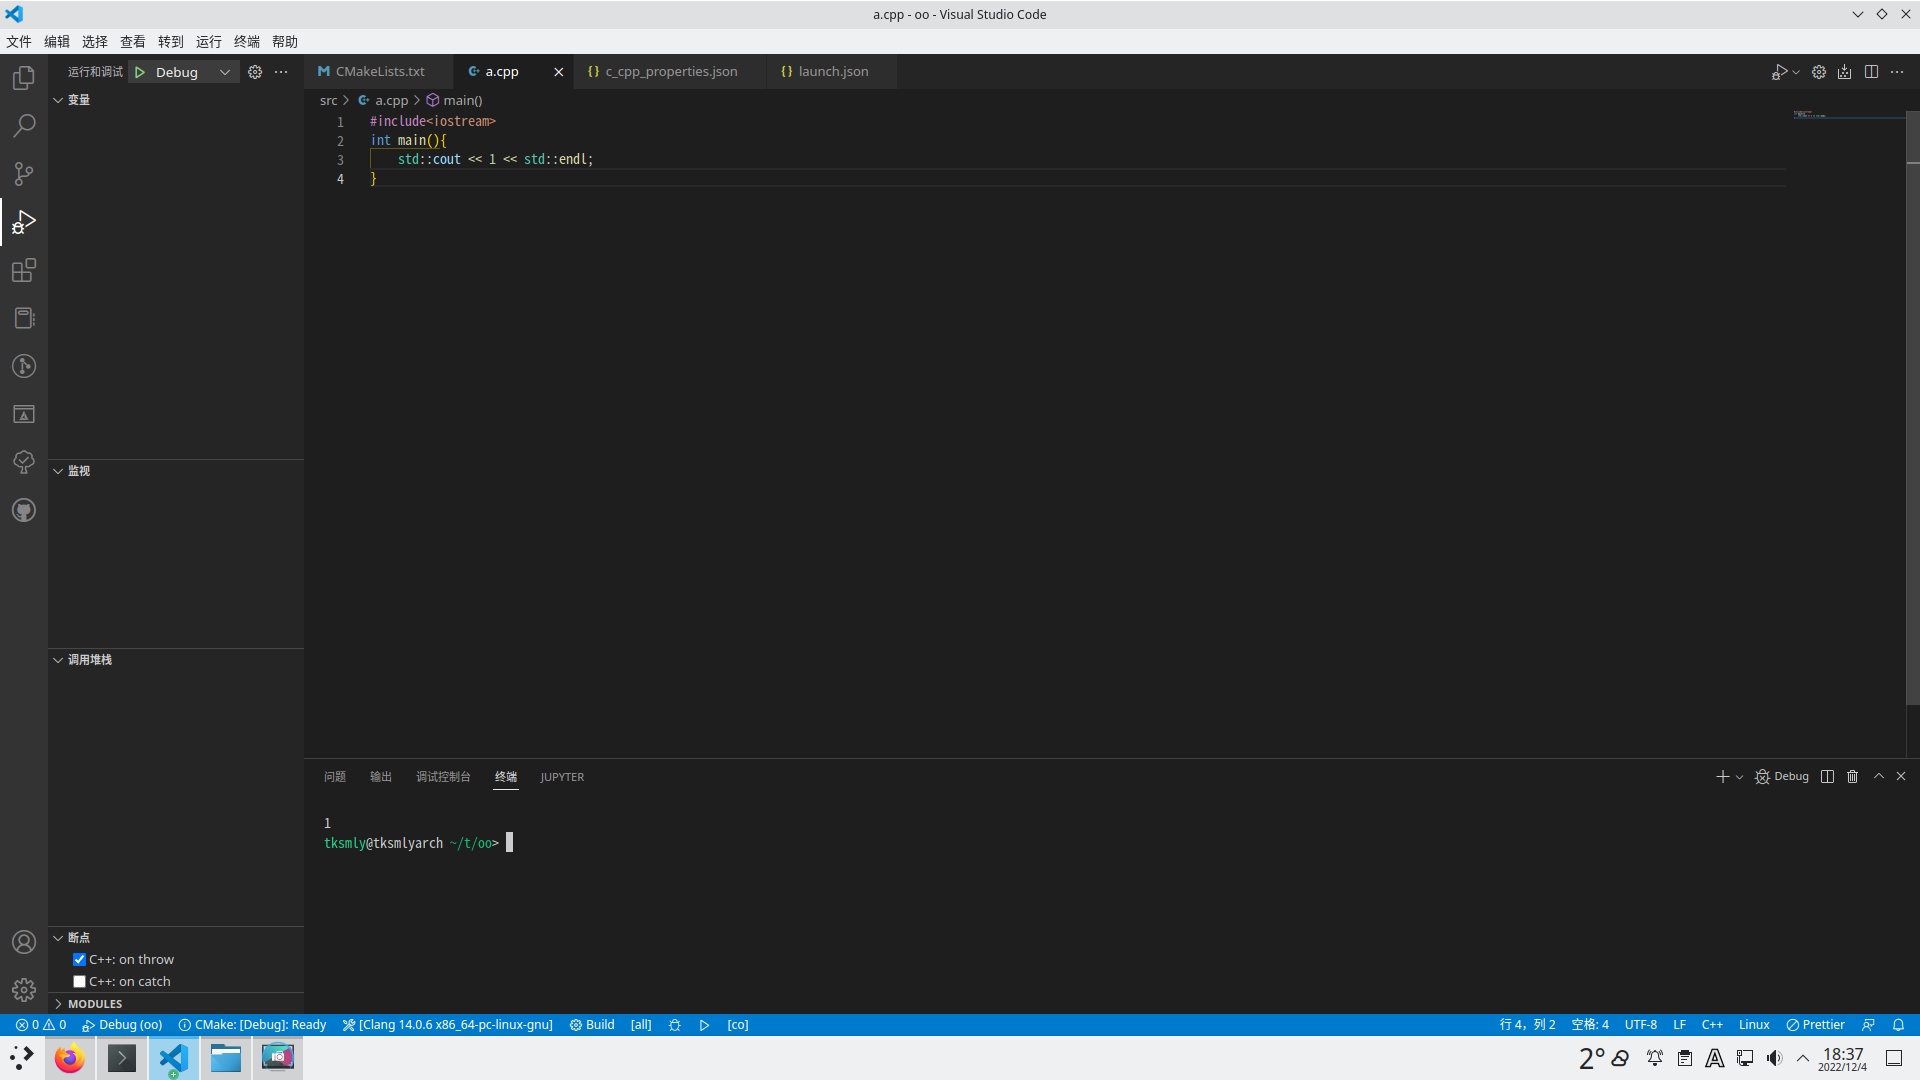 a.cpp - oo - Visual Studio Code
文件 编辑 选择 查看 转到 运行 终端 帮助
运行和调试 Debug
CMakeLists.txt a.cpp c_cpp_properties.json launch.json
变量
src a.cpp main()
1 #include<iostream>
2 int main(){
3 std::cout << 1 << std::endl;
4 }
监视
调用堆栈
断点
C++: on throw
C++: on catch
MODULES
问题 输出 调试控制台 终端 JUPYTER
Debug
1
tksmly@tksmlyarch ~/t/oo>
0 0 Debug (oo) CMake: [Debug]: Ready [Clang 14.0.6 x86_64-pc-linux-gnu] Build [all] [co] 行 4，列 2 空格: 4 UTF-8 LF C++ Linux Prettier
2° 18:37
2022/12/4